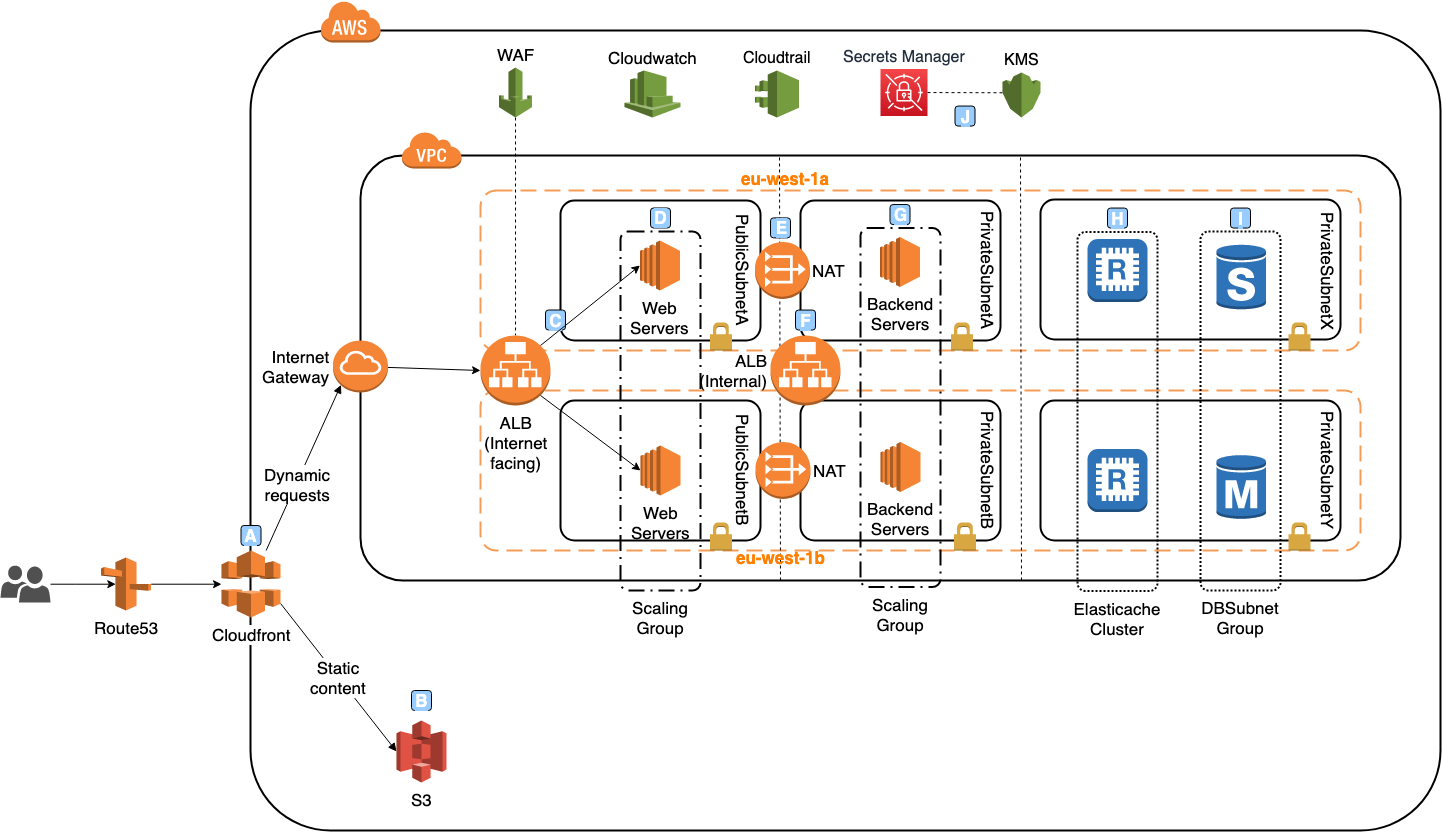 AWS
WAF
Cloudwatch
Cloudtrail
Secrets Manager
KMS
J
VPC
eu-west-1a
D
PublicSubnetA
E
G
PrivateSubnetA
H
I
PrivateSubnetX
NAT
R
S
Web
Servers
Backend
Servers
C
F
Internet
Gateway
ALB
(Internal)
ALB
(Internet
facing)
PublicSubnetB
PrivateSubnetB
PrivateSubnetY
NAT
R
M
Web
Servers
Backend
Servers
Dynamic
requests
eu-west-1b
A
Route53
Cloudfront
Scaling
Group
Scaling
Group
Elasticache
Cluster
DBSubnet
Group
Static
content
B
S3